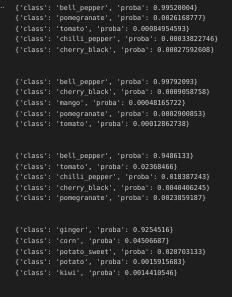 {'class': 'bell_pepper', 'proba': 0.99520004}
{'class': 'pomegranate', 'proba': 0.0026168777}
{'class': 'tomato', 'proba': 0.00084954593}
{'class': 'chilli_pepper', 'proba': 0.00033822746}
{'class': 'cherry_black', 'proba': 0.00027592608}
{'class': 'bell_pepper', 'proba': 0.99792093}
{'class': 'cherry_black', 'proba': 0.0009058758}
{'class': 'mango', 'proba': 0.00048165722}
{'class': 'pomegranate', 'proba': 0.0002900853}
{'class': 'tomato', 'proba': 0.00012862738}
{'class': 'bell_pepper', 'proba': 0.9486133}
{'class': 'tomato', 'proba': 0.02368466}
{'class': 'chilli_pepper', 'proba': 0.018387243}
{'class': 'cherry_black', 'proba': 0.0040406245}
{'class': 'pomegranate', 'proba': 0.0023859187}
{'class': 'ginger', 'proba': 0.9254516}
{'class': 'corn', 'proba': 0.04506687}
{'class': 'potato_sweet', 'proba': 0.020703133}
{'class': 'potato', 'proba': 0.0015915683}
{'class': 'kiwi', 'proba': 0.0014410546}